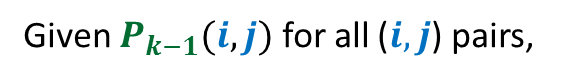 Given P_{k-1}(i,j) for all (i,j) pairs,